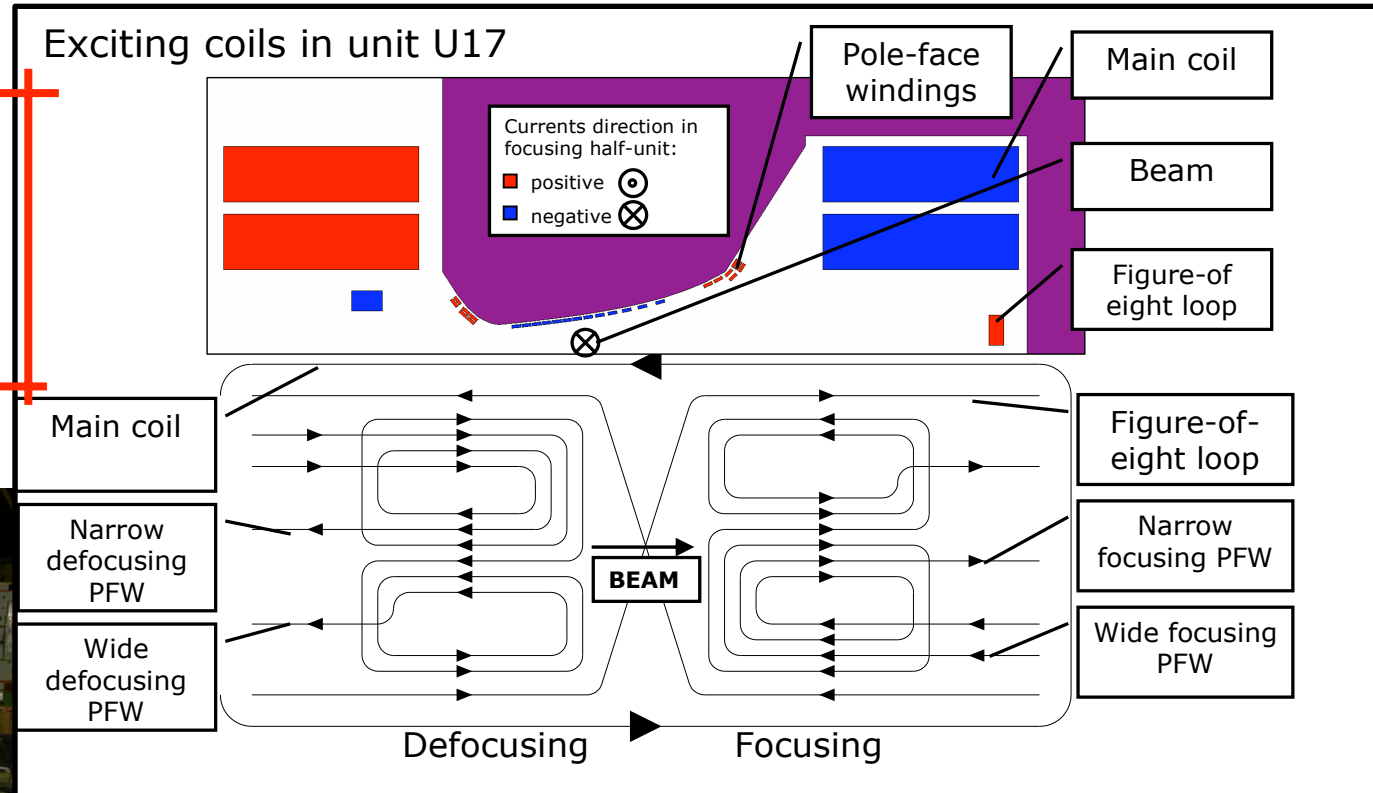 Exciting coils in unit U17
Pole-face
windings
Main coil
Currents direction in
focusing half-unit:
positive
negative
Beam
Figure-of
eight loop
Main coil
Figure-of-
eight loop
Narrow
defocusing
PFW
BEAM
Narrow
focusing PFW
Wide
defocusing
PFW
Wide focusing
PFW
Defocusing
Focusing